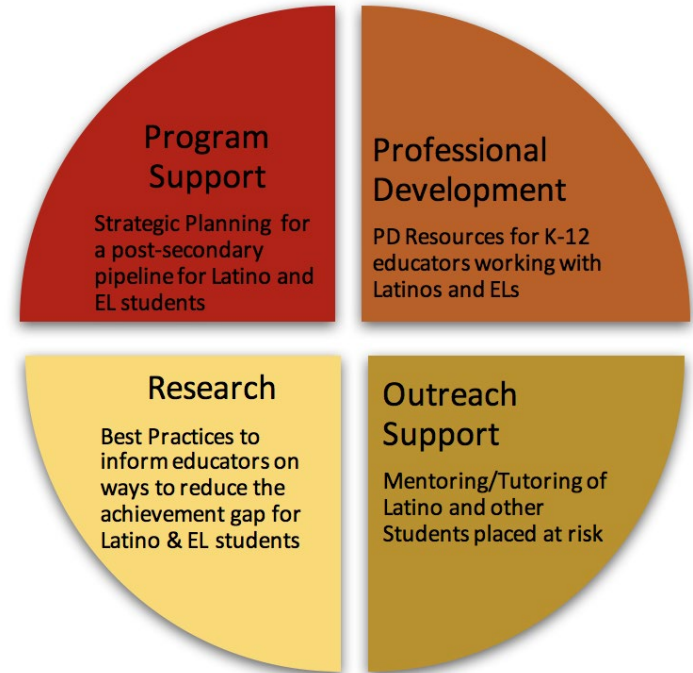 Program
Support
Strategic Planning for
a post-secondary
pipeline for Latino and
EL students
Professional
Development
PD Resources for K-12
educators working with
Latinos and ELs
Research
Best Practices to
inform educators on
ways to reduce the
achievement gap for
Latino & EL students
Outreach
Support
Mentoring/Tutoring of
Latino and other
Students placed at risk